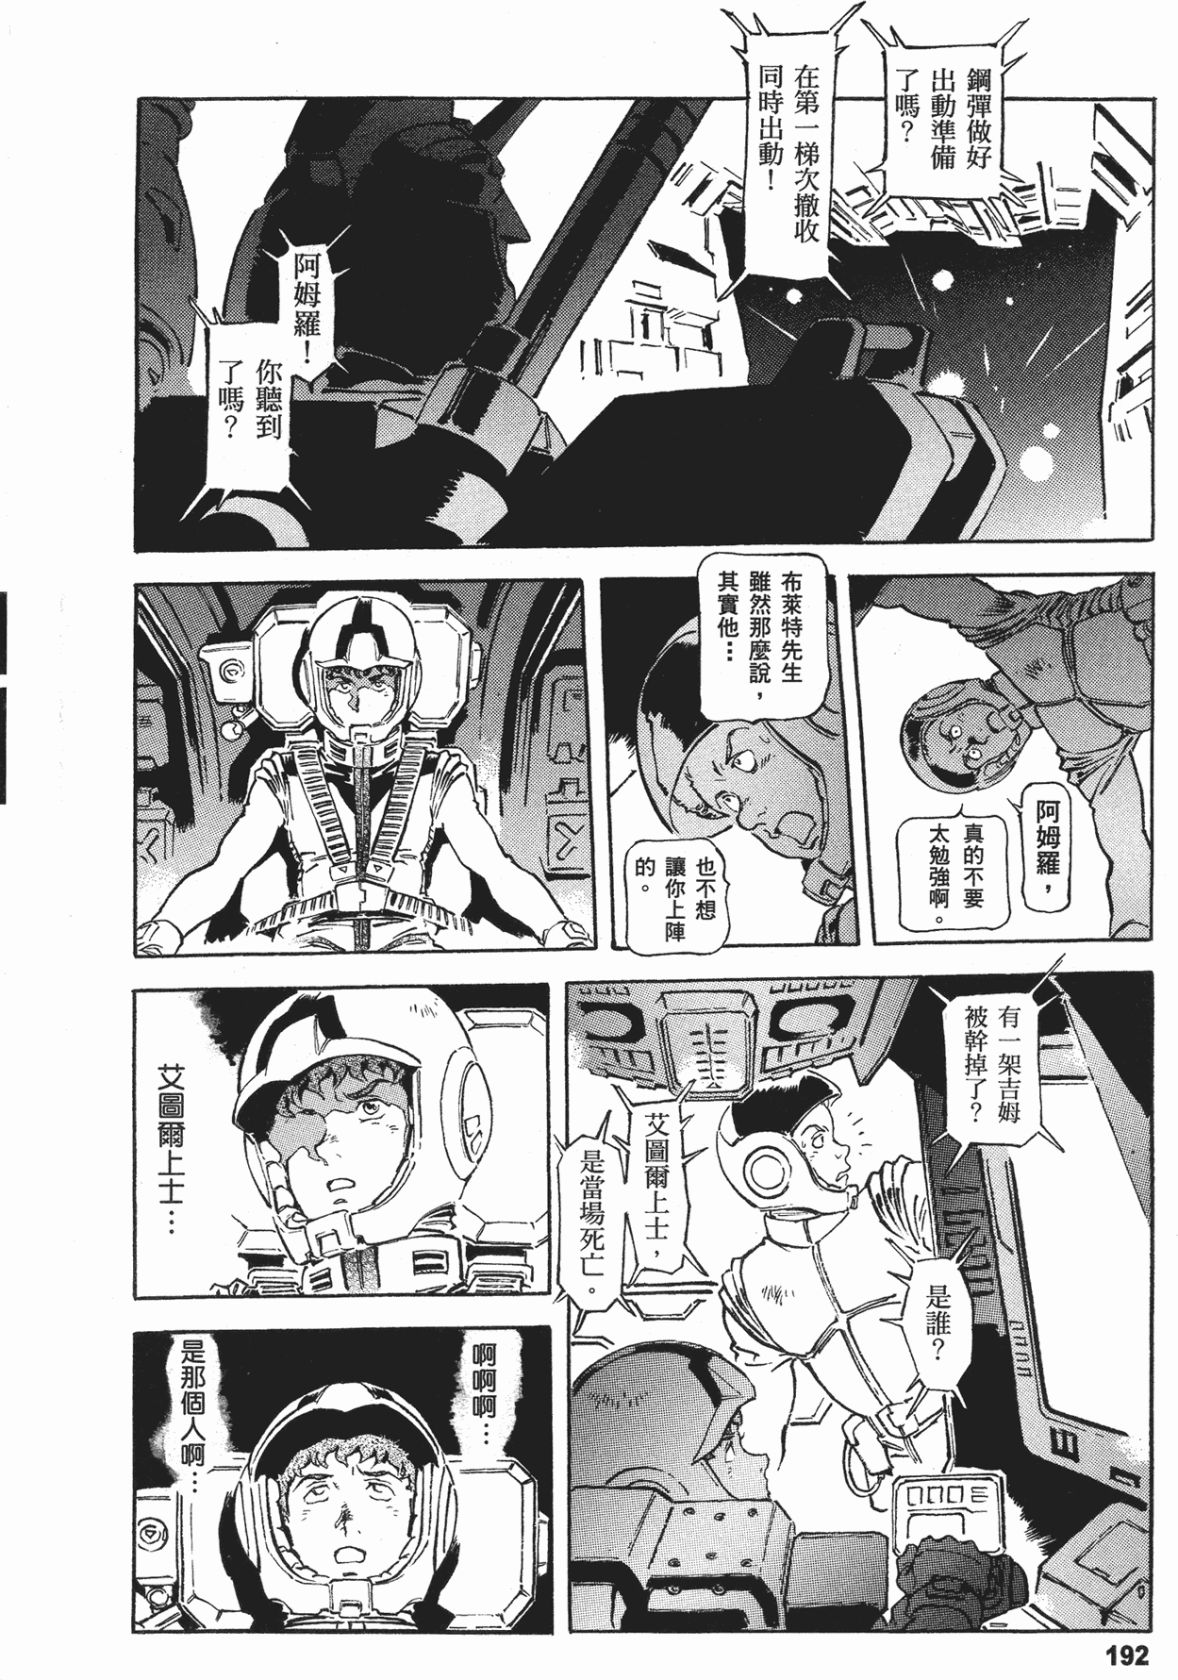 鋼彈做好
出動準備
了嗎？
在第一梯次撤收
同時出動！
阿姆羅！
你聽到
了嗎？
阿姆羅，
真的不要
太勉強啊。
布萊特先生
雖然那麼說，
其實他…
也不想
讓你上陣
的。
有一架吉姆
被幹掉了？
是誰？
艾圖爾上士，
是當場死亡。
艾圖爾上士…
啊啊啊…
是那個人啊…
192